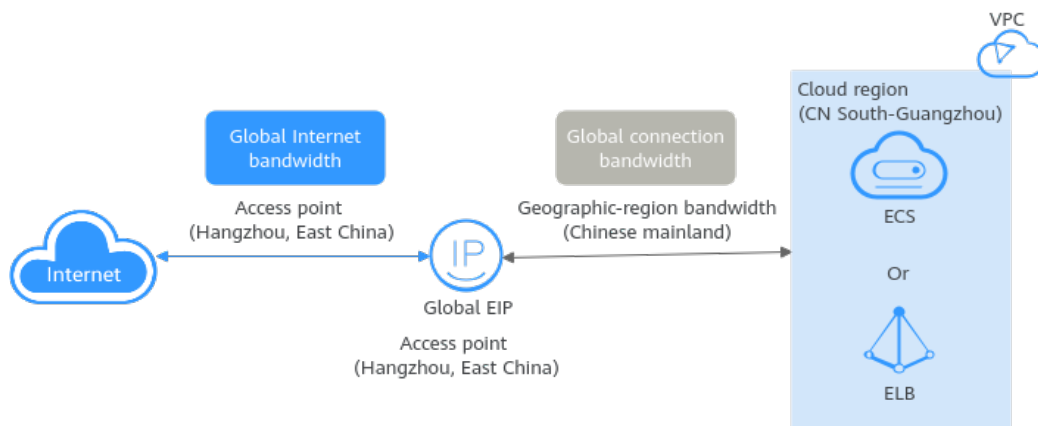 VPC
Cloud region
(CN South-Guangzhou)
Global Internet
bandwidth
Global connection
bandwidth
Access point
(Hangzhou, East China)
Geographic-region bandwidth
(Chinese mainland)
ECS
Internet
IP
Global EIP
Or
Access point
(Hangzhou, East China)
ELB